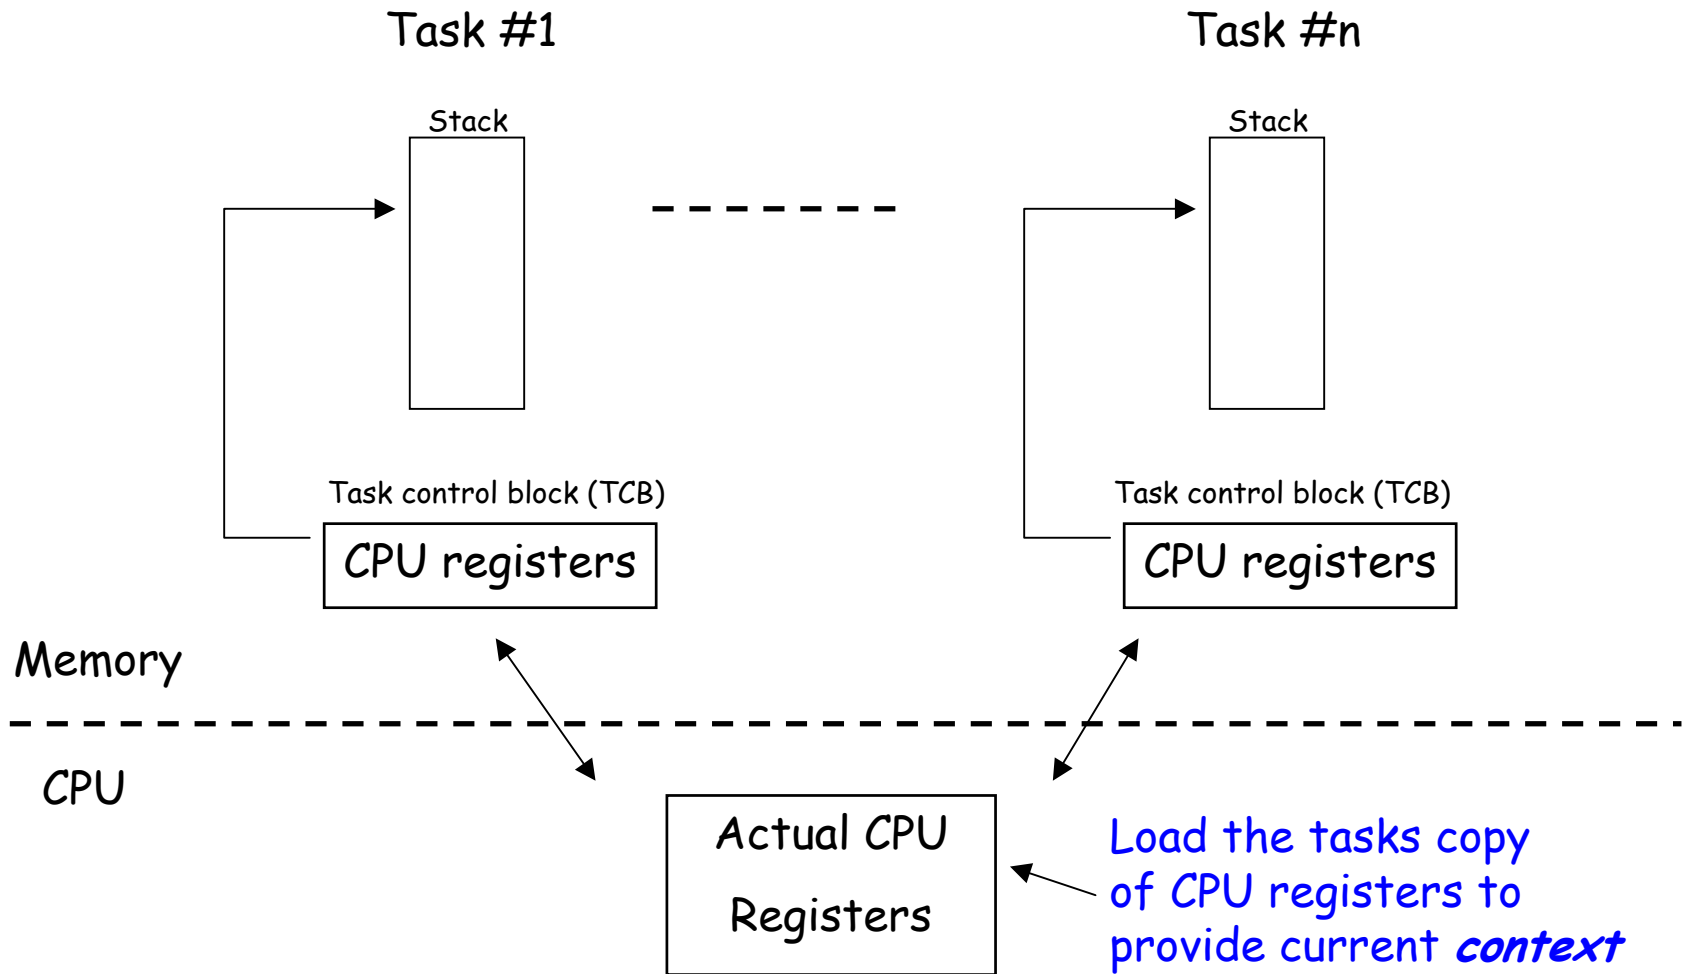 Task #1
Task #n
Stack
Stack
Task control block (TCB)
Task control block (TCB)
CPU registers
CPU registers
Memory
CPU
Actual CPU
Registers
Load the tasks copy
of CPU registers to
provide current context